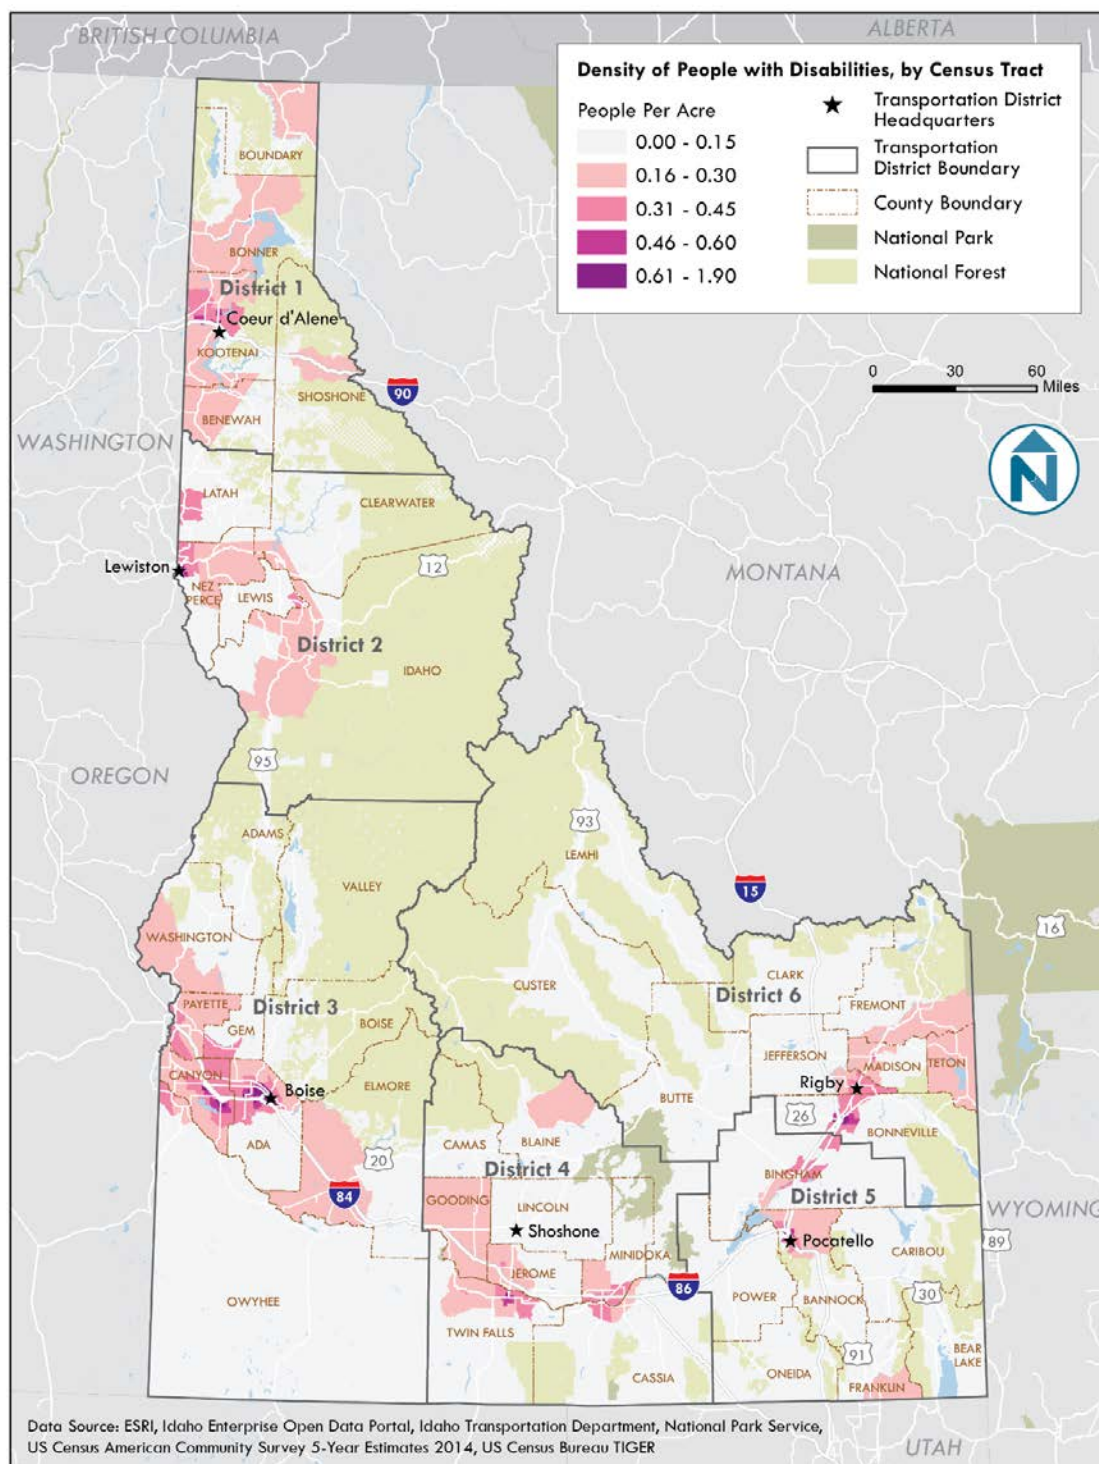 BRITISH COLUMBIA
ALBERTA
Density of People with Disabilities, by Census Tract
People Per Acre
0.00 - 0.15
0.16 - 0.30
0.31 - 0.45
0.46 - 0.60
0.61 - 1.90
Transportation District
Headquarters
Transportation
District Boundary
County Boundary
National Park
National Forest
0 30 60
Miles
N
BOUNDARY
BONNER
District 1
Coeur d'Alene
KOOTENAI
SHOSHONE
90
BENEWAH
WASHINGTON
LATAH
CLEARWATER
Lewiston
12
NEZ
PERCE
LEWIS
MONTANA
District 2
IDAHO
95
OREGON
ADAMS
93
LEMHI
VALLEY
15
WASHINGTON
16
CLARK
CUSTER
District 6
PAYETTE
District 3
FREMONT
GEM
BOISE
JEFFERSON
MADISON
TETON
CANYON
ELMORE
Boise
Rigby
BUTTE
26
BONNEVILLE
ADA
CAMAS
BLAINE
20
District 4
BINGHAM
84
GOODING
LINCOLN
District 5
WYOMING
Shoshone
Pocatello
89
MINIDOKA
CARIBOU
JEROME
86
OWYHEE
POWER
BANNOCK
30
TWIN FALLS
91
BEAR
LAKE
CASSIA
ONEIDA
FRANKLIN
Data Source: ESRI, Idaho Enterprise Open Data Portal, Idaho Transportation Department, National Park Service,
US Census American Community Survey 5-Year Estimates 2014, US Census Bureau TIGER
UTAH